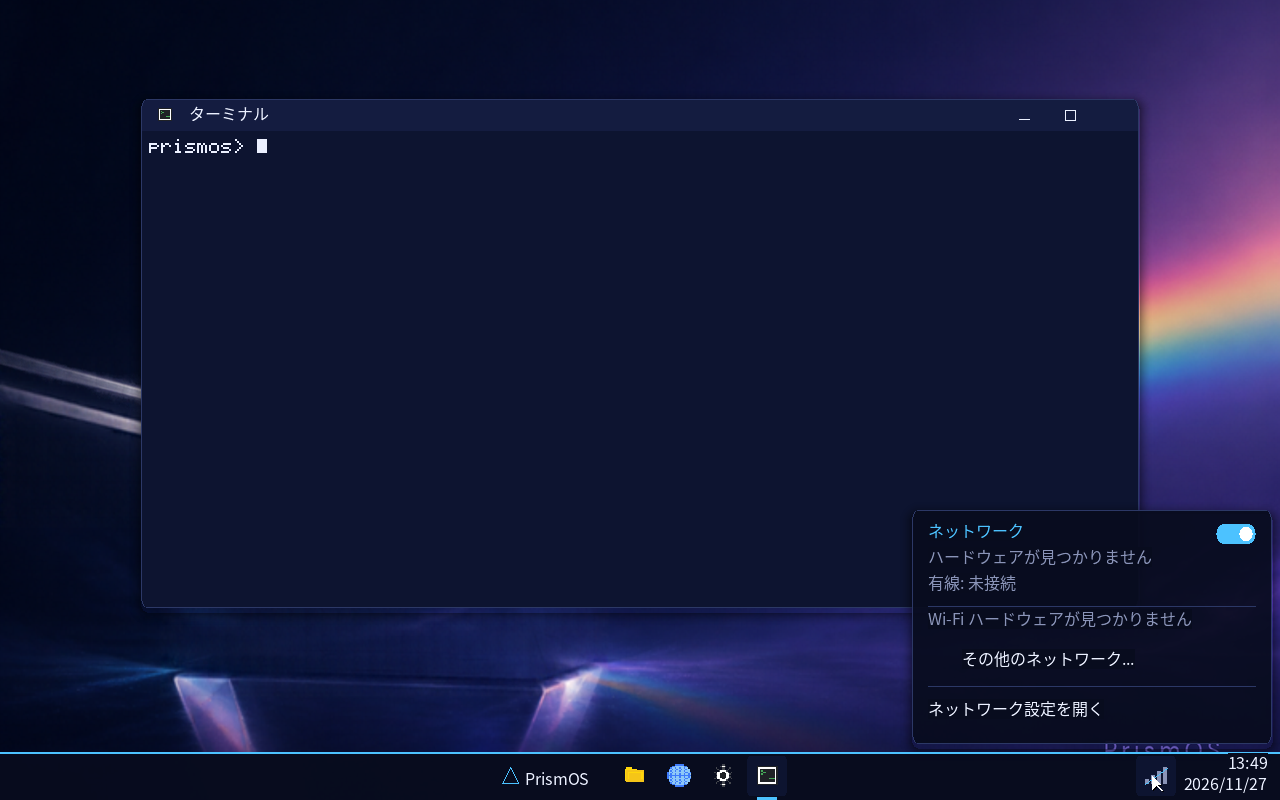 ターミナル
prismos>
ネットワーク
ハードウェアが見つかりません
有線: 未接続
Wi-Fi ハードウェアが見つかりません
その他のネットワーク...
ネットワーク設定を開く
PrismOS
PrismOS
13:49
2026/11/27